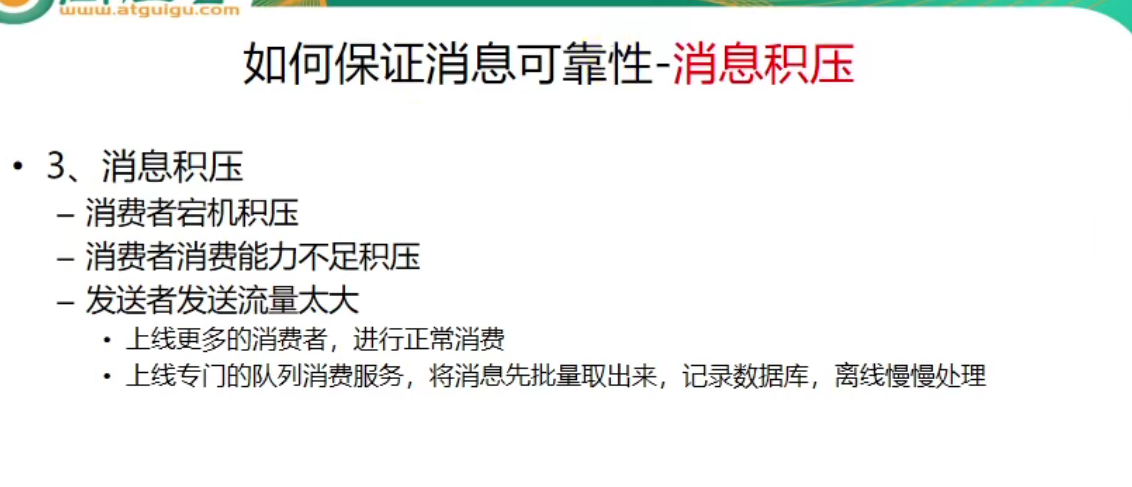 www.atguigu.com
如何保证消息可靠性-消息积压
• 3、消息积压
– 消费者宕机积压
– 消费者消费能力不足积压
– 发送者发送流量太大
• 上线更多的消费者，进行正常消费
• 上线专门的队列消费服务，将消息先批量取出来，记录数据库，离线慢慢处理